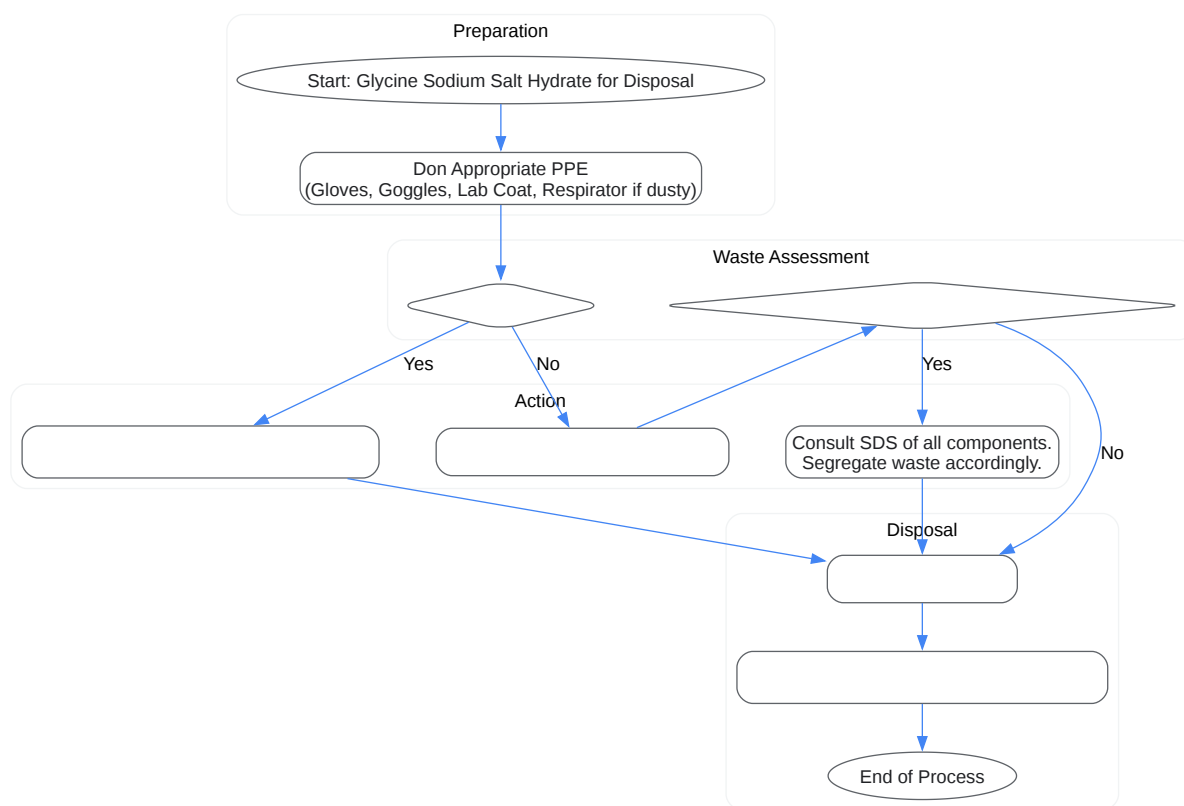 Preparation
Start: Glycine Sodium Salt Hydrate for Disposal
Don Appropriate PPE
(Gloves, Goggles, Lab Coat, Respirator if dusty)
Waste Assessment
Yes
No
Yes
Action
Consult SDS of all components.
Segregate waste accordingly.
No
Disposal
End of Process